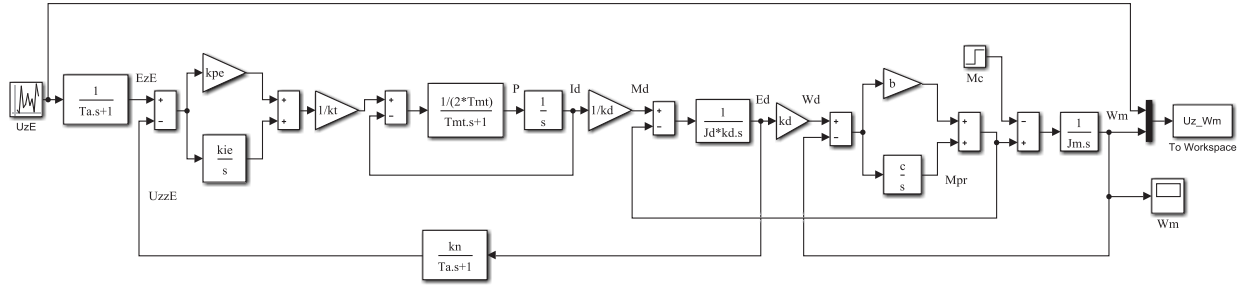 UzE
1
Ta.s+1
EzE
+
−
UzzE
kpe
kie
s
+
+
1/kt
+
−
1/(2*Tmt)
Tmt.s+1
P
1
s
Id
1/kd
Md
+
−
1
Jd*kd.s
Ed
kd
Wd
+
−
b
c
s
+
+
Mpr
Mc
−
+
1
Jm.s
Wm
Uz_Wm
To Workspace
Wm
kn
Ta.s+1